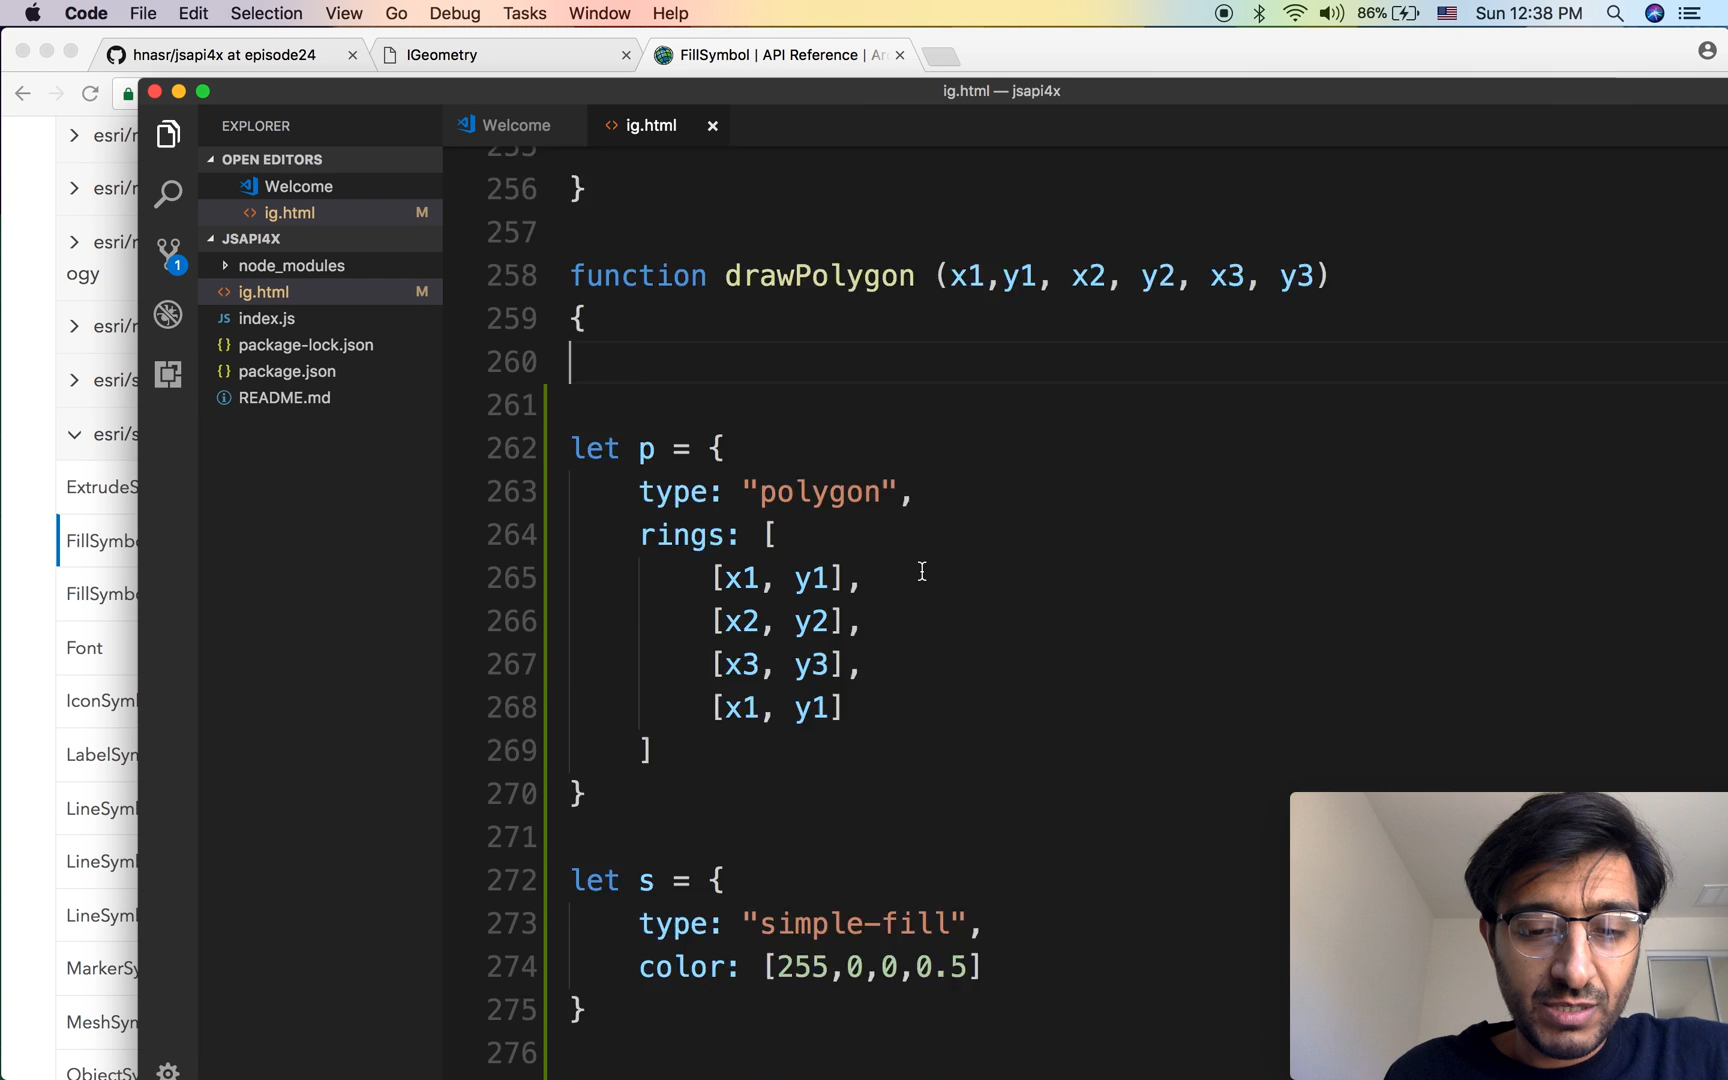 Code File Edit Selection View Go Debug Tasks Window Help 86% Sun 12:38 PM
hnasr/jsapi4x at episode24 IGeometry FillSymbol | API Reference | Ar
ig.html — jsapi4x
EXPLORER
OPEN EDITORS
Welcome
ig.html M
JSAPI4X
node_modules
ig.html M
index.js
package-lock.json
package.json
README.md
1
Welcome ig.html
esri/r
esri/r
esri/r
ogy
esri/r
esri/s
esri/s
ExtrudeS
FillSymb
FillSymb
Font
IconSym
LabelSyn
LineSym
LineSym
LineSym
MarkerSy
MeshSyn
ObjectSy
255
256 }
257
258 function drawPolygon (x1,y1, x2, y2, x3, y3)
259 {
260
261
262 let p = {
263 type: "polygon",
264 rings: [
265 [x1, y1],
266 [x2, y2],
267 [x3, y3],
268 [x1, y1]
269 ]
270 }
271
272 let s = {
273 type: "simple-fill",
274 color: [255,0,0,0.5]
275 }
276